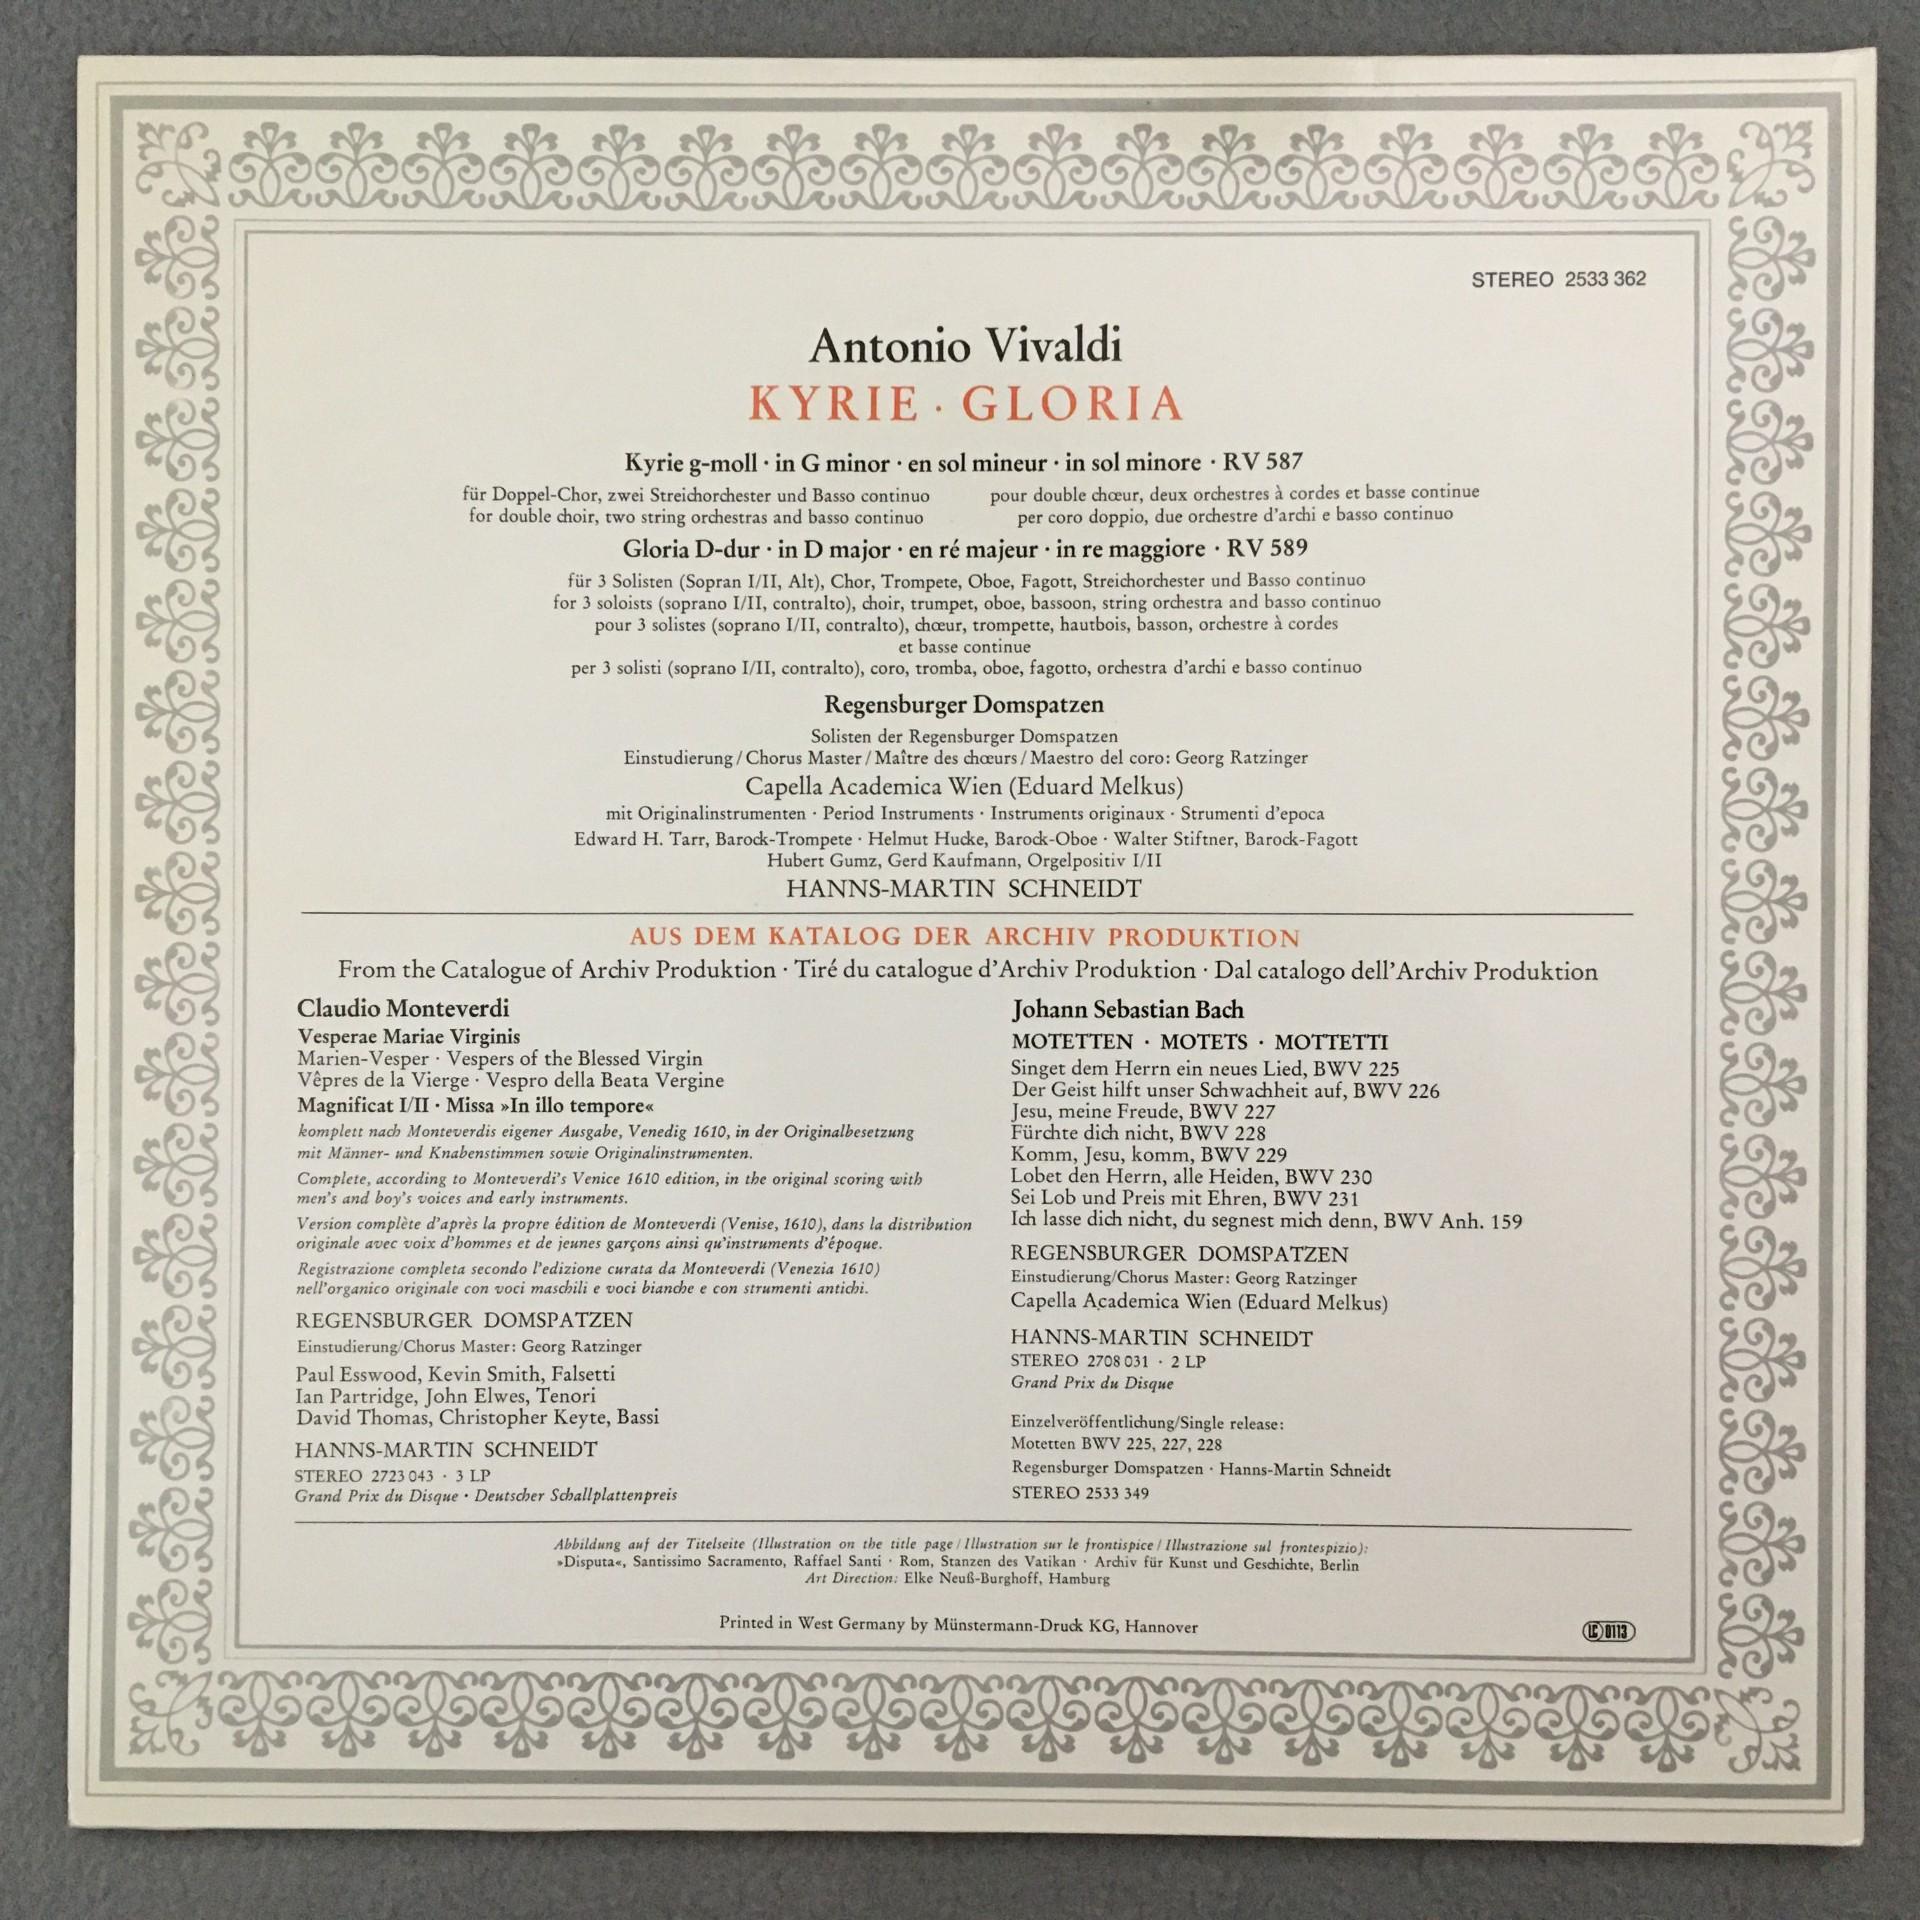 STEREO 2533 362
Antonio Vivaldi
KYRIE · GLORIA
Kyrie g-moll · in G minor · en sol mineur · in sol minore · RV 587
für Doppel-Chor, zwei Streichorchester und Basso continuo
for double choir, two string orchestras and basso continuo
pour double chœur, deux orchestres à cordes et basse continue
per coro doppio, due orchestre d'archi e basso continuo
Gloria D-dur · in D major · en ré majeur · in re maggiore · RV 589
für 3 Solisten (Sopran I/II, Alt), Chor, Trompete, Oboe, Fagott, Streichorchester und Basso continuo
for 3 soloists (soprano I/II, contralto), choir, trumpet, oboe, bassoon, string orchestra and basso continuo
pour 3 solistes (soprano I/II, contralto), chœur, trompette, hautbois, basson, orchestre à cordes
et basse continue
per 3 solisti (soprano I/II, contralto), coro, tromba, oboe, fagotto, orchestra d'archi e basso continuo
Regensburger Domspatzen
Solisten der Regensburger Domspatzen
Einstudierung / Chorus Master / Maître des chœurs / Maestro del coro: Georg Ratzinger
Capella Academica Wien (Eduard Melkus)
mit Originalinstrumenten · Period Instruments · Instruments originaux · Strumenti d'epoca
Edward H. Tarr, Barock-Trompete · Helmut Hucke, Barock-Oboe · Walter Stiftner, Barock-Fagott
Hubert Gumz, Gerd Kaufmann, Orgelpositiv I/II
HANNS-MARTIN SCHNEIDT
AUS DEM KATALOG DER ARCHIV PRODUKTION
From the Catalogue of Archiv Produktion · Tiré du catalogue d'Archiv Produktion · Dal catalogo dell'Archiv Produktion
Claudio Monteverdi
Vesperae Mariae Virginis
Marien-Vesper · Vespers of the Blessed Virgin
Vêpres de la Vierge · Vespro della Beata Vergine
Magnificat I/II · Missa »In illo tempore«
komplett nach Monteverdis eigener Ausgabe, Venedig 1610, in der Originalbesetzung
mit Männer- und Knabenstimmen sowie Originalinstrumenten.
Complete, according to Monteverdi's Venice 1610 edition, in the original scoring with
men's and boy's voices and early instruments.
Version complète d'après la propre édition de Monteverdi (Venise, 1610), dans la distribution
originale avec voix d'hommes et de jeunes garçons ainsi qu'instruments d'époque.
Registrazione completa secondo l'edizione curata da Monteverdi (Venezia 1610)
nell'organico originale con voci maschili e voci bianche e con strumenti antichi.
REGENSBURGER DOMSPATZEN
Einstudierung/Chorus Master: Georg Ratzinger
Paul Esswood, Kevin Smith, Falsetti
Ian Partridge, John Elwes, Tenori
David Thomas, Christopher Keyte, Bassi
HANNS-MARTIN SCHNEIDT
STEREO 2723 043 · 3 LP
Grand Prix du Disque · Deutscher Schallplattenpreis
Johann Sebastian Bach
MOTETTEN · MOTETS · MOTTETTI
Singet dem Herrn ein neues Lied, BWV 225
Der Geist hilft unser Schwachheit auf, BWV 226
Jesu, meine Freude, BWV 227
Fürchte dich nicht, BWV 228
Komm, Jesu, komm, BWV 229
Lobet den Herrn, alle Heiden, BWV 230
Sei Lob und Preis mit Ehren, BWV 231
Ich lasse dich nicht, du segnest mich denn, BWV Anh. 159
REGENSBURGER DOMSPATZEN
Einstudierung/Chorus Master: Georg Ratzinger
Capella Academica Wien (Eduard Melkus)
HANNS-MARTIN SCHNEIDT
STEREO 2708 031 · 2 LP
Grand Prix du Disque
Einzelveröffentlichung/Single release:
Motetten BWV 225, 227, 228
Regensburger Domspatzen · Hanns-Martin Schneidt
STEREO 2533 349
Abbildung auf der Titelseite (Illustration on the title page / Illustration sur le frontispice / Illustrazione sul frontespizio):
»Disputa«, Santissimo Sacramento, Raffael Santi · Rom, Stanzen des Vatikan · Archiv für Kunst und Geschichte, Berlin
Art Direction: Elke Neuß-Burghoff, Hamburg
Printed in West Germany by Münstermann-Druck KG, Hannover
LC 0113